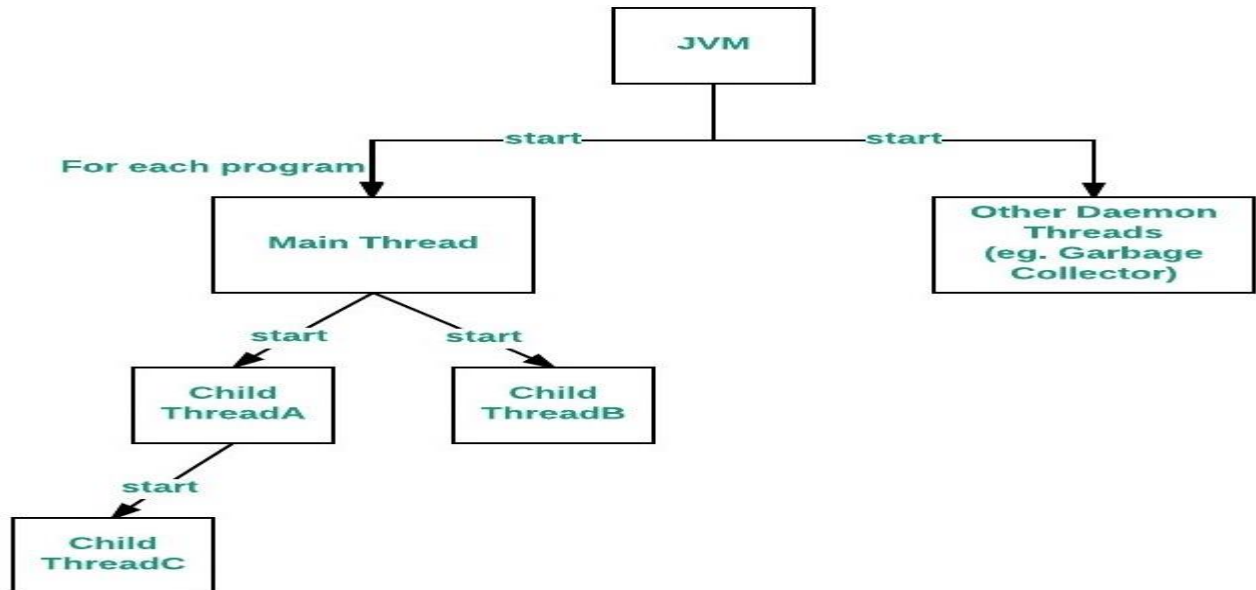 JVM
start
start
For each program
Main Thread
Other Daemon
Threads
(eg. Garbage
Collector)
start
start
Child
ThreadA
Child
ThreadB
start
Child
ThreadC